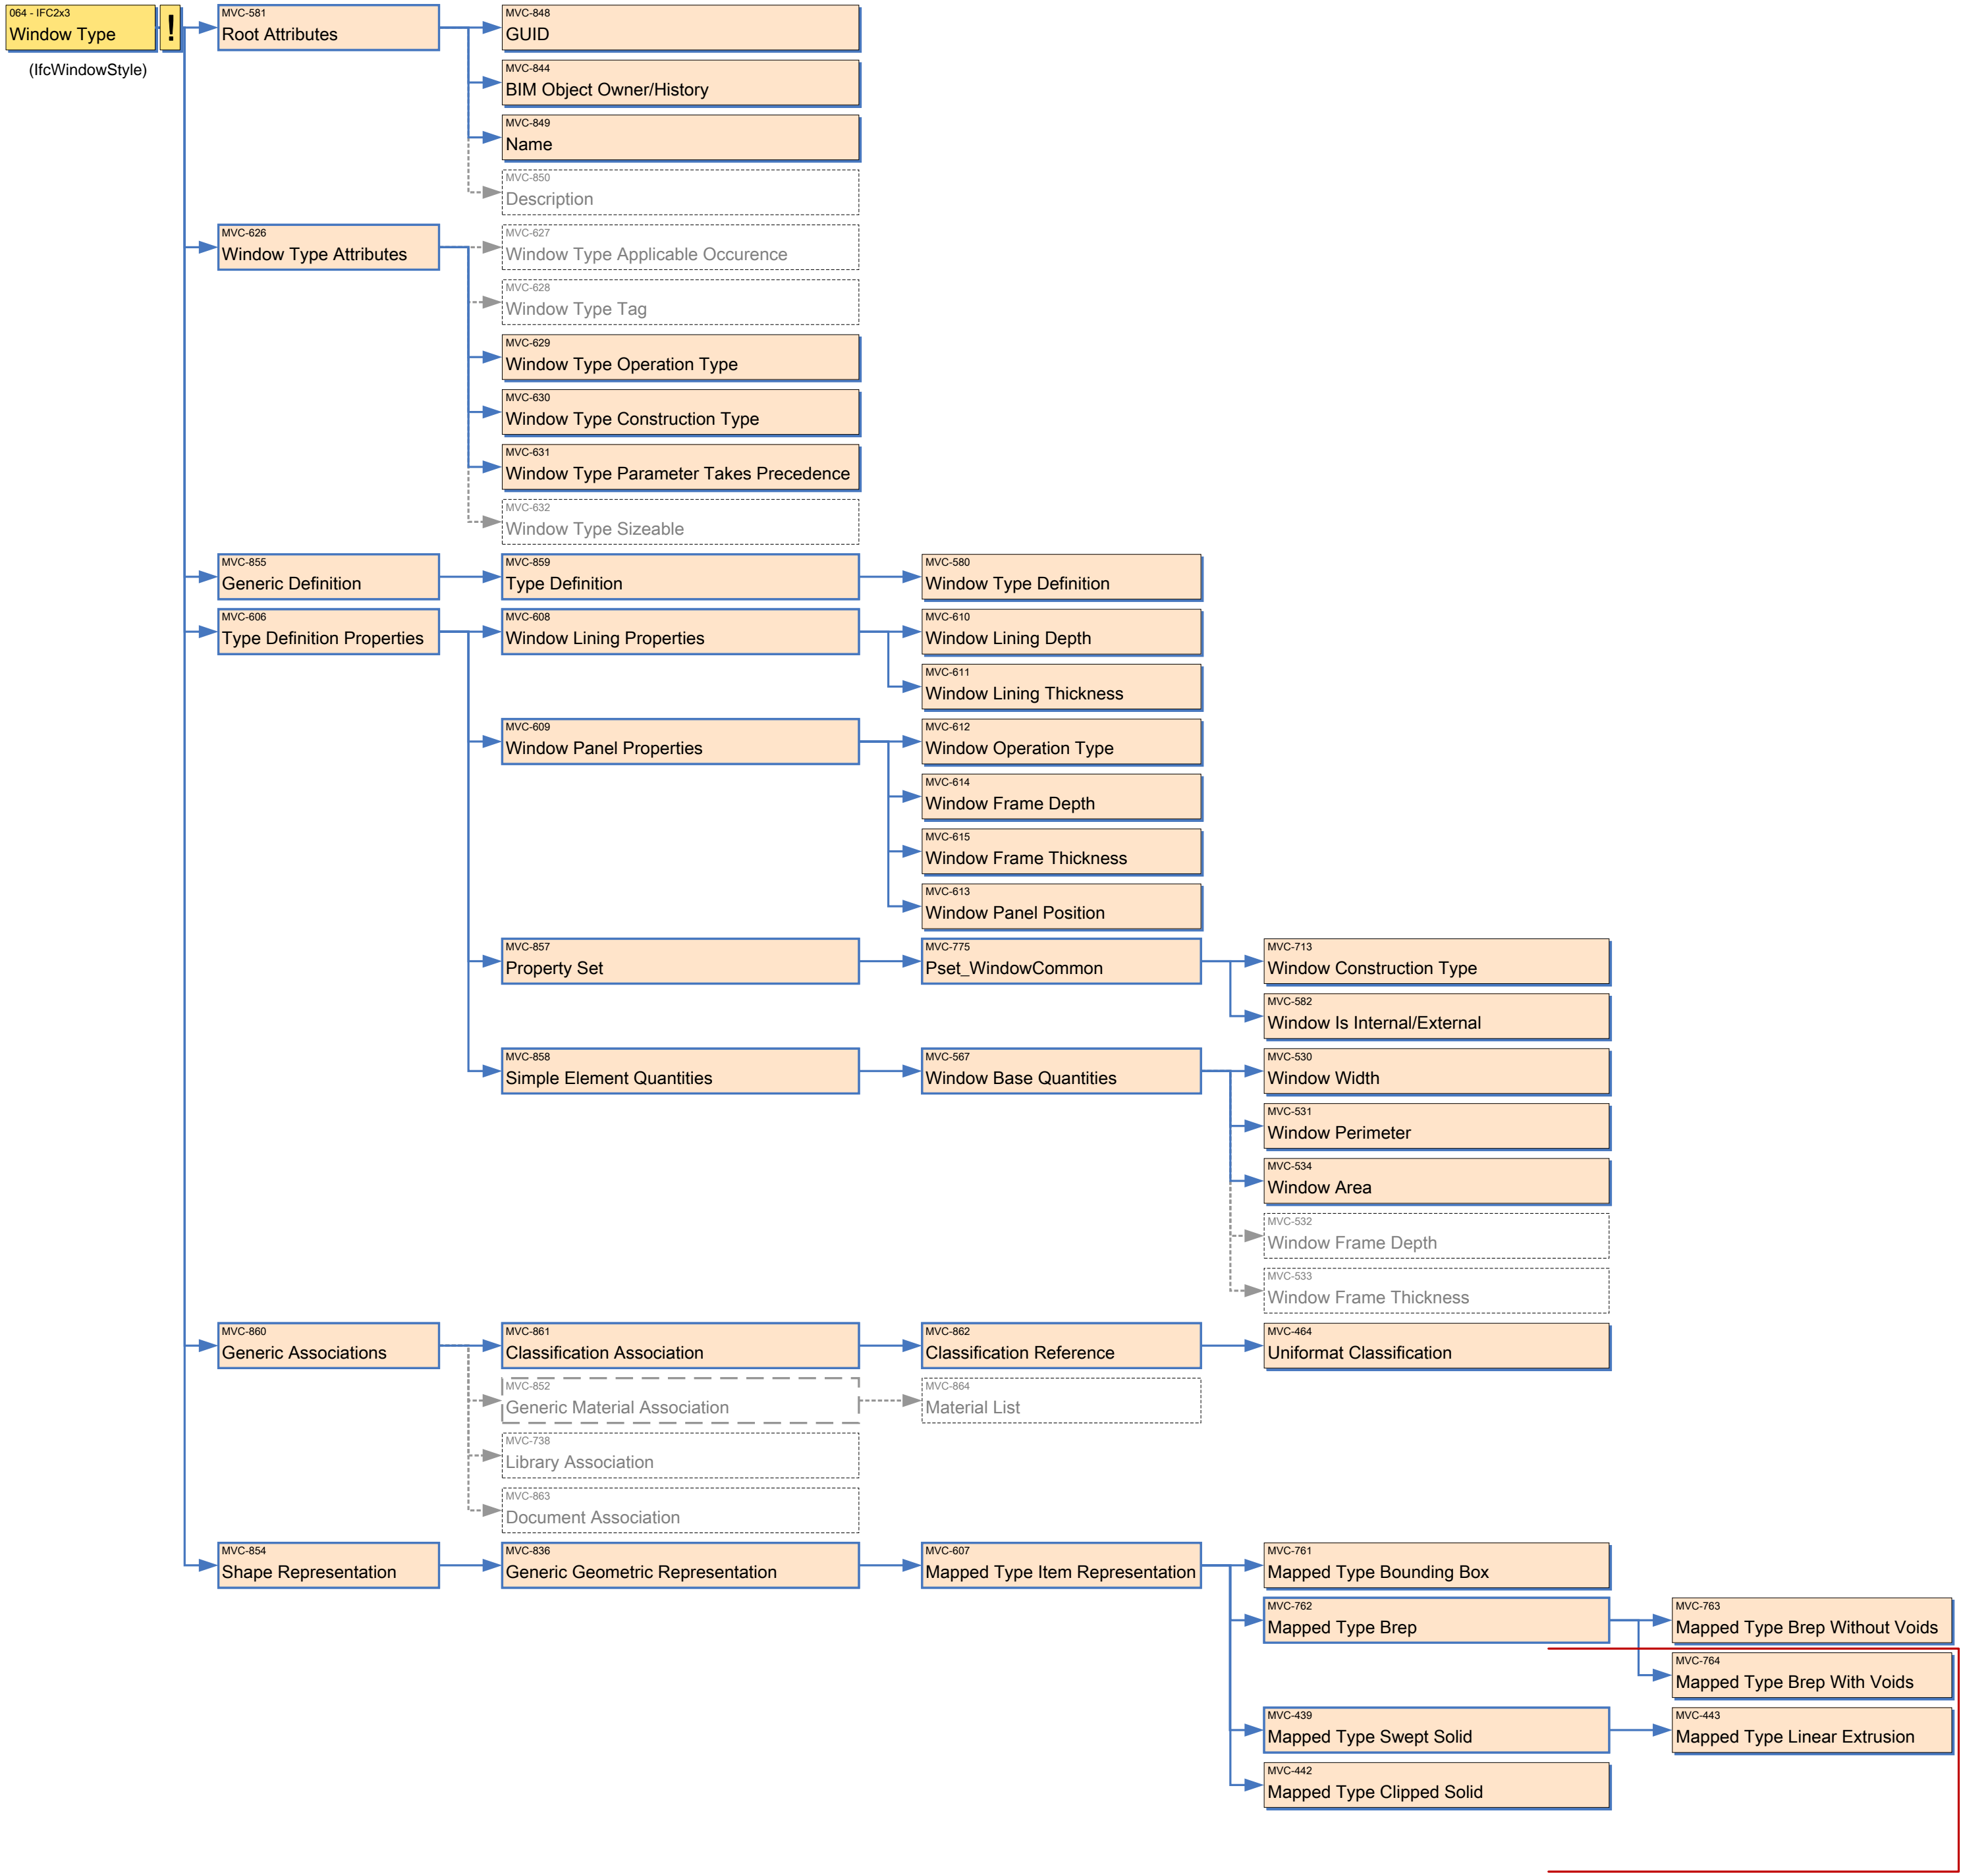 064 - IFC2x3
Window Type
!
(IfcWindowStyle)
MVC-581
Root Attributes
MVC-848
GUID
MVC-844
BIM Object Owner/History
MVC-849
Name
MVC-850
Description
MVC-626
Window Type Attributes
MVC-627
Window Type Applicable Occurence
MVC-628
Window Type Tag
MVC-629
Window Type Operation Type
MVC-630
Window Type Construction Type
MVC-631
Window Type Parameter Takes Precedence
MVC-632
Window Type Sizeable
MVC-855
Generic Definition
MVC-859
Type Definition
MVC-580
Window Type Definition
MVC-606
Type Definition Properties
MVC-608
Window Lining Properties
MVC-610
Window Lining Depth
MVC-611
Window Lining Thickness
MVC-609
Window Panel Properties
MVC-612
Window Operation Type
MVC-614
Window Frame Depth
MVC-615
Window Frame Thickness
MVC-613
Window Panel Position
MVC-857
Property Set
MVC-775
Pset_WindowCommon
MVC-713
Window Construction Type
MVC-582
Window Is Internal/External
MVC-858
Simple Element Quantities
MVC-567
Window Base Quantities
MVC-530
Window Width
MVC-531
Window Perimeter
MVC-534
Window Area
MVC-532
Window Frame Depth
MVC-533
Window Frame Thickness
MVC-860
Generic Associations
MVC-861
Classification Association
MVC-862
Classification Reference
MVC-464
Uniformat Classification
MVC-852
Generic Material Association
MVC-864
Material List
MVC-738
Library Association
MVC-863
Document Association
MVC-854
Shape Representation
MVC-836
Generic Geometric Representation
MVC-607
Mapped Type Item Representation
MVC-761
Mapped Type Bounding Box
MVC-762
Mapped Type Brep
MVC-763
Mapped Type Brep Without Voids
MVC-764
Mapped Type Brep With Voids
MVC-439
Mapped Type Swept Solid
MVC-443
Mapped Type Linear Extrusion
MVC-442
Mapped Type Clipped Solid